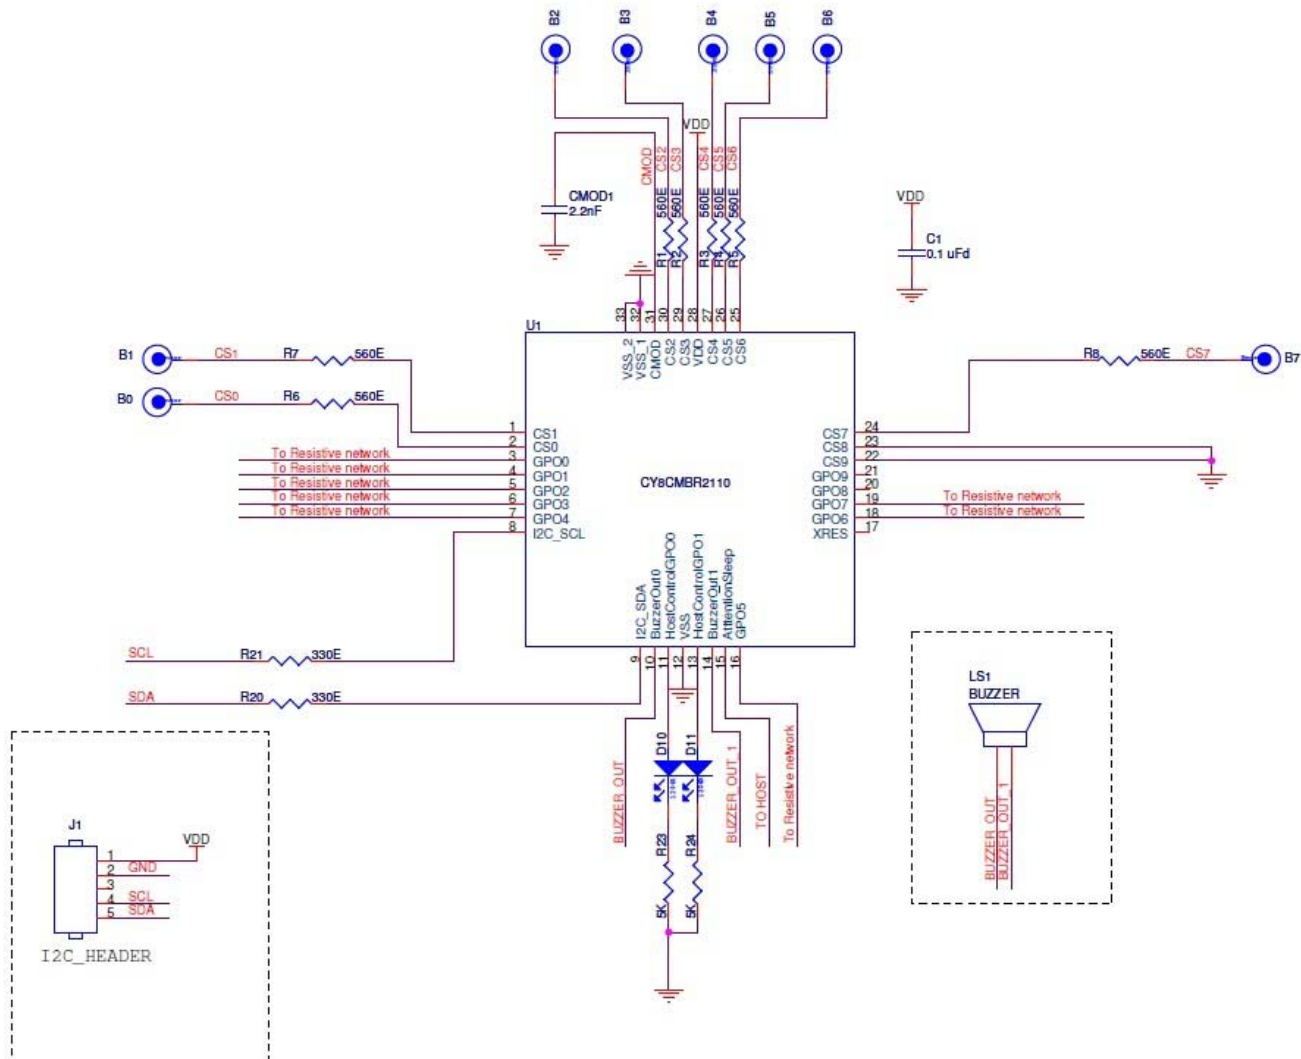 B2 B3 B4 B5 B6
VDD
CMOD CS2 CS3 CS4 CS5 CS6
CMOD1
2.2nF
560E 560E 560E 560E 560E
R1 R2 R3 R4
VDD
C1
0.1 uFd
33 32 31 30 29 28 27 26 25
U1
VSS_2 VSS_1 CMOD CS2 CS3 VDD CS4 CS5 CS6
B1 CS1 R7 560E
R8 560E CS7 B7
B0 CS0 R6 560E
1 CS1 CS7 24
2 CS0 CS8 23
To Resistive network 3 GPO0 CS9 22
To Resistive network 4 GPO1 GPO9 21
To Resistive network 5 GPO2 CY8CMBR2110 GPO8 20
To Resistive network 6 GPO3 GPO7 19 To Resistive network
To Resistive network 7 GPO4 GPO6 18 To Resistive network
8 I2C_SCL XRES 17
I2C_SDA BuzzerOut0 HostControlGPO0 VSS HostControlGPO1 BuzzerOut1 AtttentionSleep GPO5
9 10 11 12 13 14 15 16
SCL R21 330E
SDA R20 330E
LS1
BUZZER
BUZZER_OUT D10 D11 BUZZER_OUT_1 TO HOST To Resistive network
R23 R24
5K 5K
BUZZER_OUT
BUZZER_OUT_1
J1
VDD
1
2 GND
3
4 SCL
5 SDA
I2C_HEADER